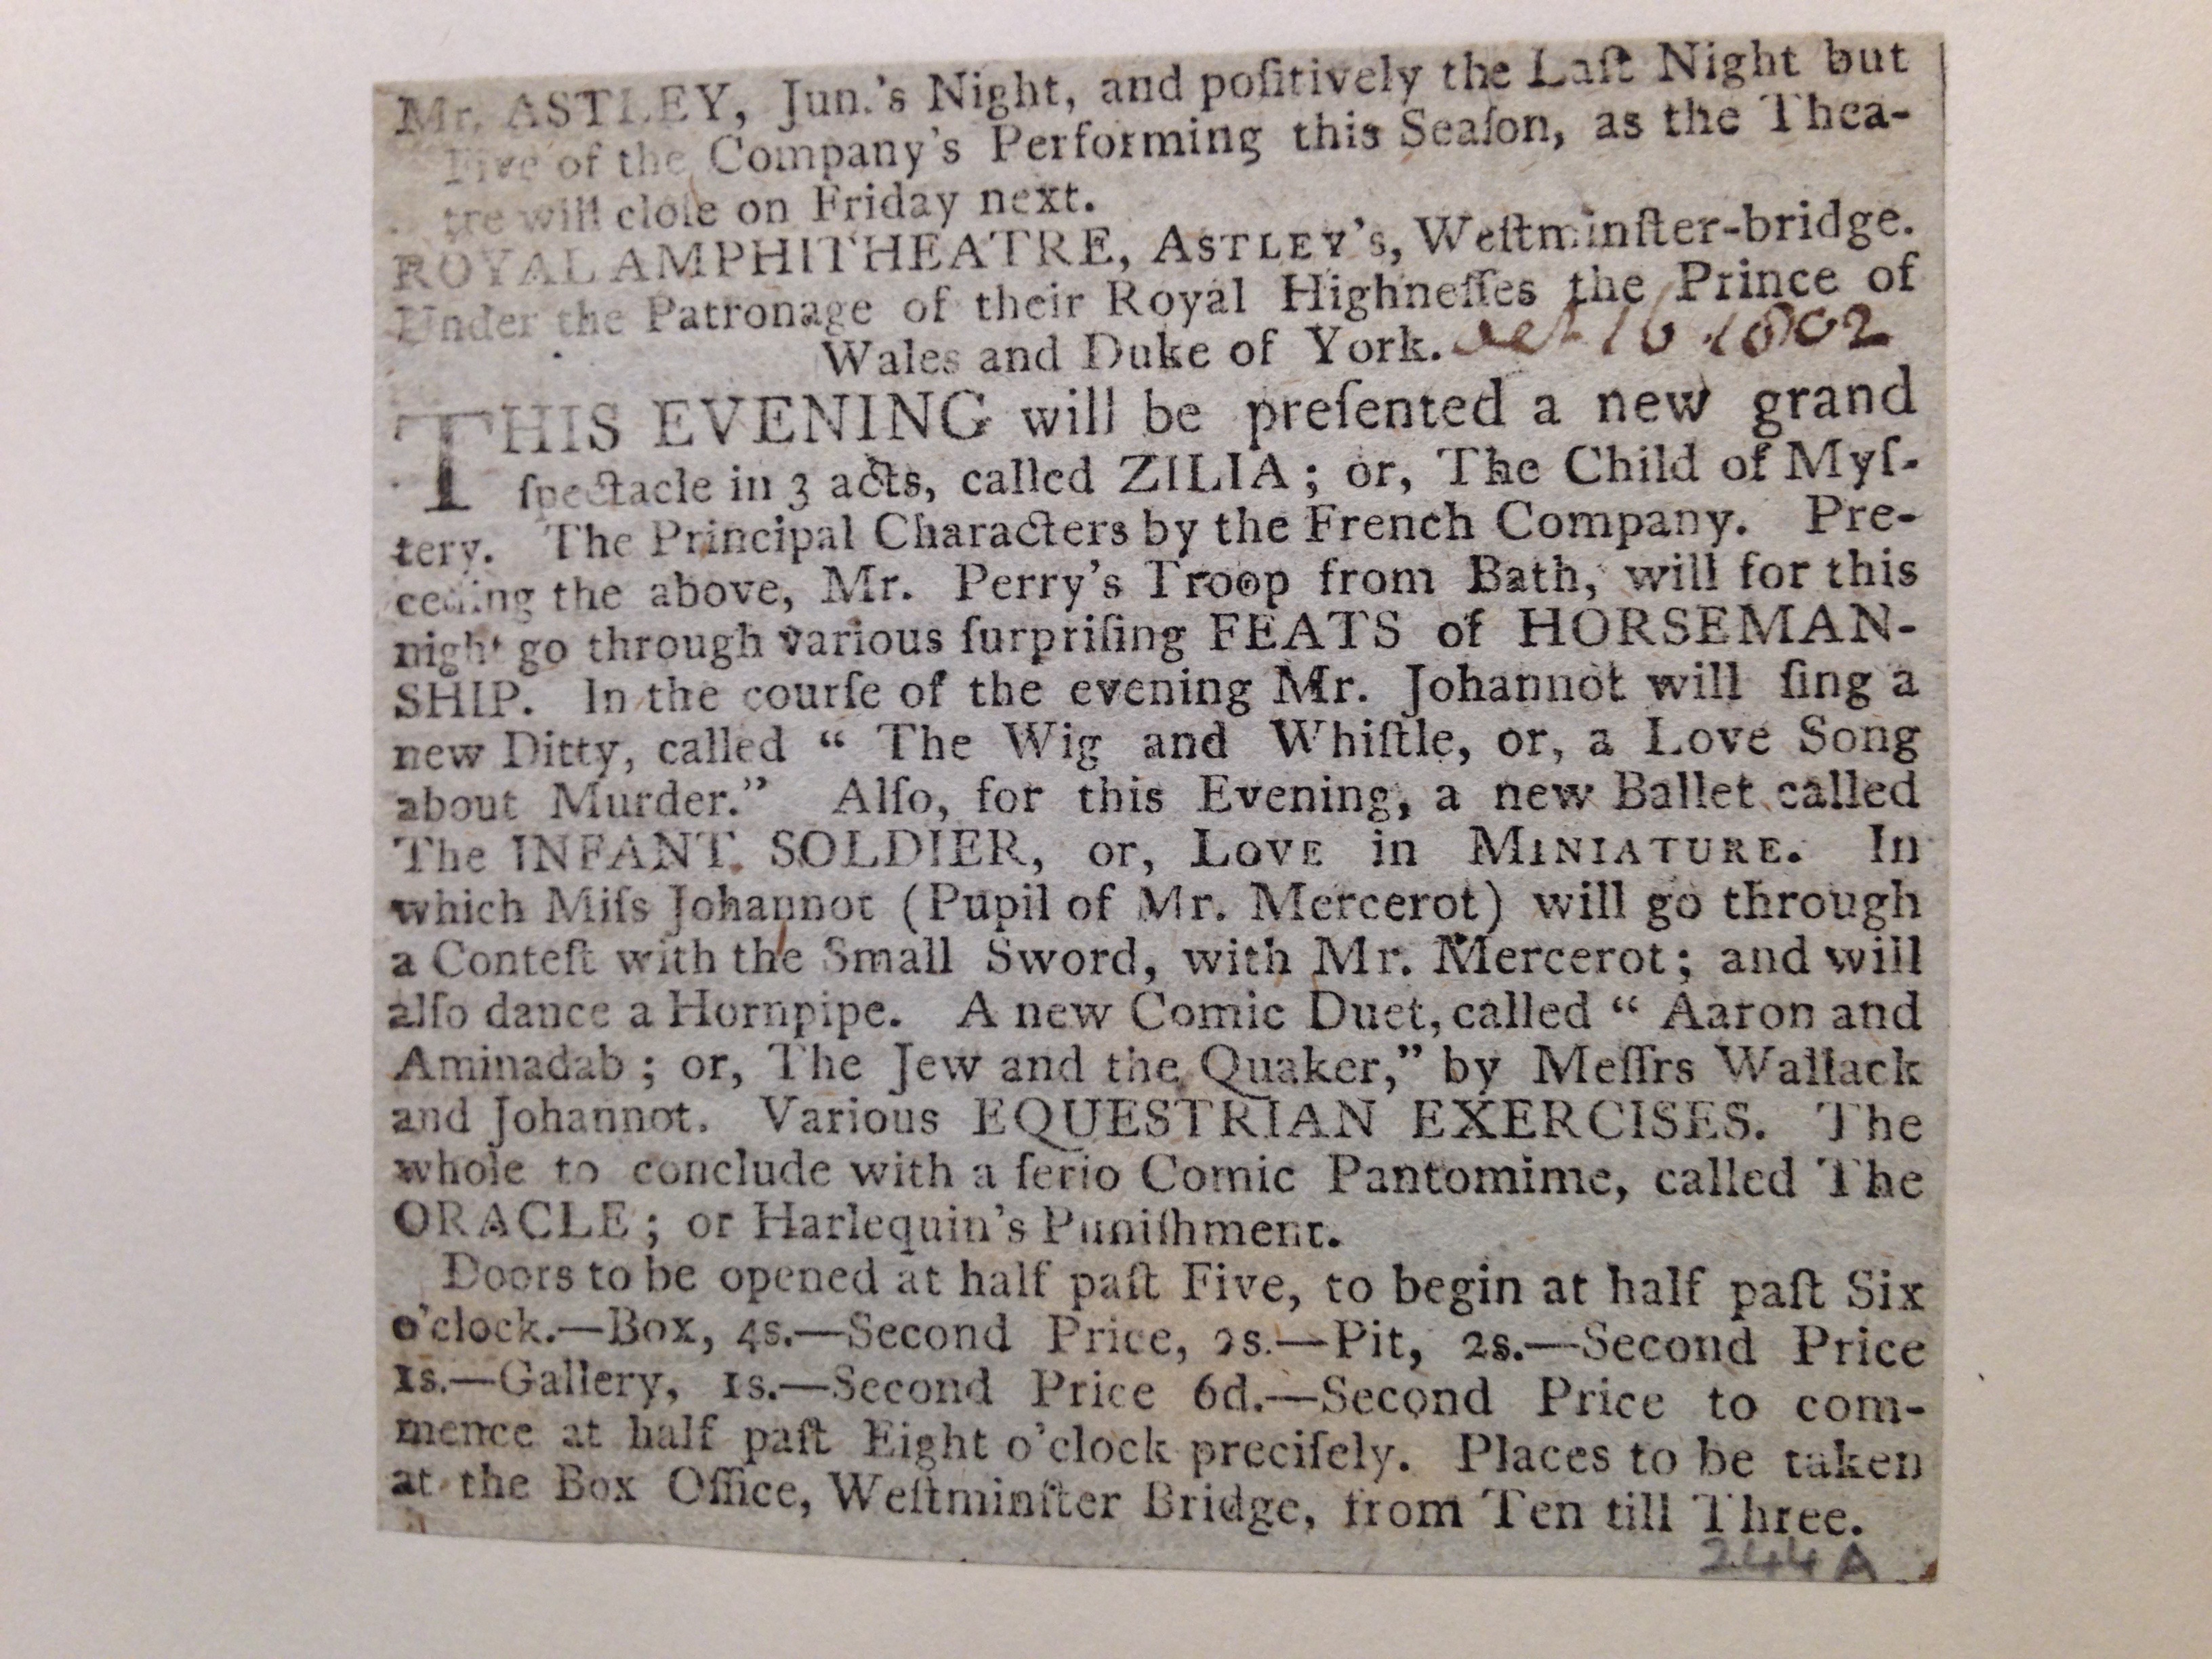 Mr. ASTLEY, Jun.'s Night, and poſitively the Laſt Night but
Five of the Company's Performing this Seaſon, as the Thea-
tre will cloſe on Friday next.
ROYAL AMPHITHEATRE, ASTLEY's, Weſtminſter-bridge.
Under the Patronage of their Royal Highneſſes the Prince of
Wales and Duke of York. Oct 16 1802
THIS EVENING will be preſented a new grand
ſpectacle in 3 acts, called ZILIA; or, The Child of Myſ-
tery. The Principal Characters by the French Company. Pre-
ceding the above, Mr. Perry's Troop from Bath, will for this
night go through various ſurpriſing FEATS of HORSEMAN-
SHIP. In the courſe of the evening Mr. Johannot will ſing a
new Ditty, called “ The Wig and Whiſtle, or, a Love Song
about Murder.” Alſo, for this Evening, a new Ballet called
The INFANT SOLDIER, or, LOVE in MINIATURE. In
which Miſs Johannot (Pupil of Mr. Mercerot) will go through
a Conteſt with the Small Sword, with Mr. Mercerot; and will
alſo dance a Hornpipe. A new Comic Duet, called “ Aaron and
Aminadab; or, The Jew and the Quaker,” by Meſſrs Wallack
and Johannot. Various EQUESTRIAN EXERCISES. The
whole to conclude with a ſerio Comic Pantomime, called The
ORACLE; or Harlequin's Puniſhment.
Doors to be opened at half paſt Five, to begin at half paſt Six
o'clock.—Box, 4s.—Second Price, 2s.—Pit, 2s.—Second Price
1s.—Gallery, 1s.—Second Price 6d.—Second Price to com-
mence at half paſt Eight o'clock preciſely. Places to be taken
at the Box Office, Weſtminſter Bridge, from Ten till Three.
244A